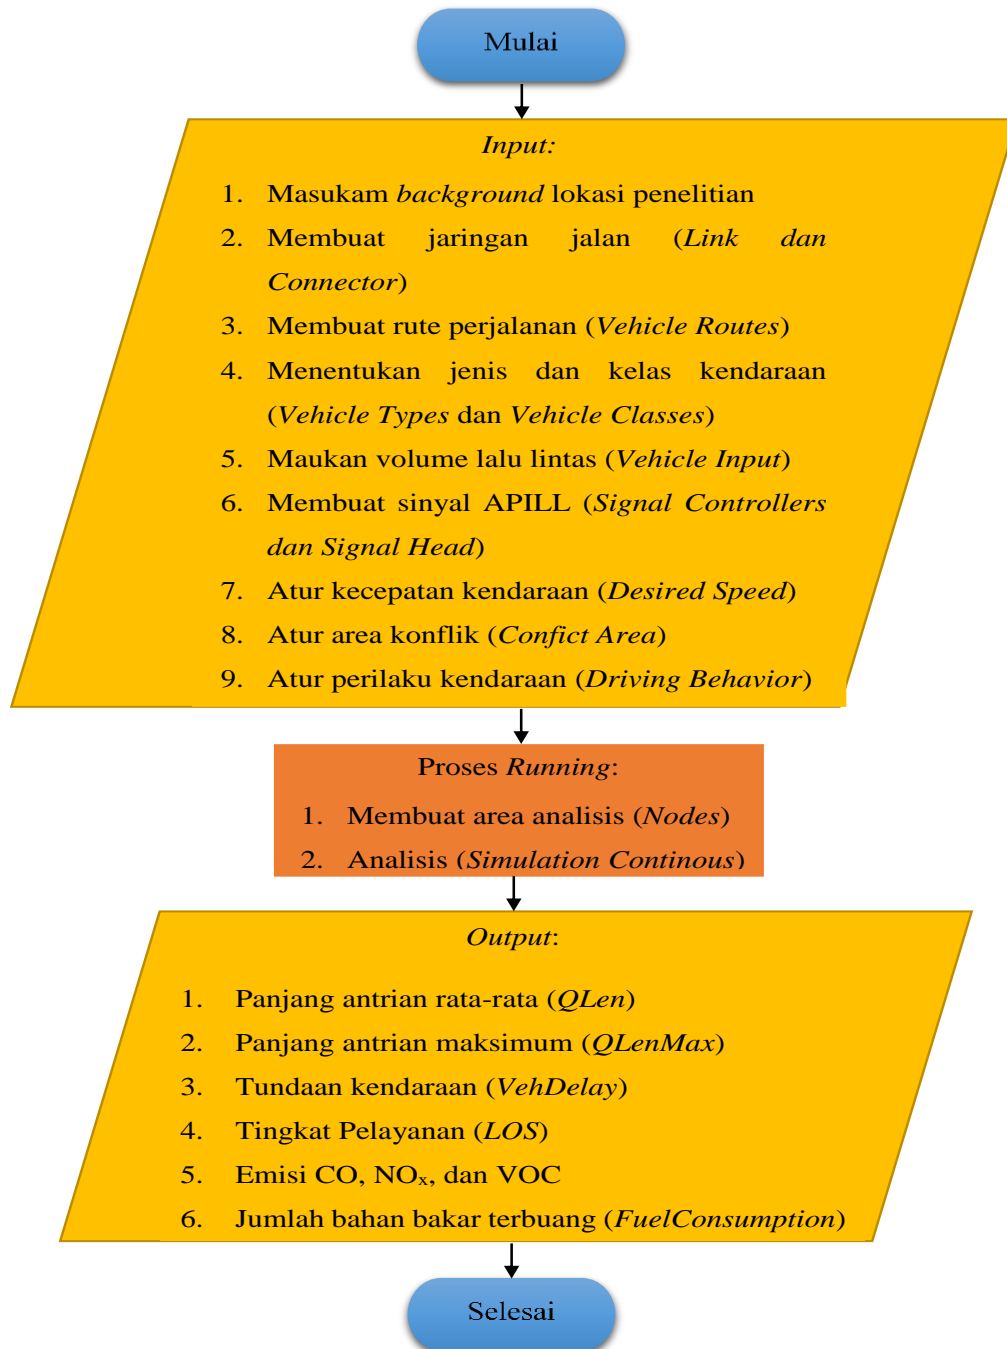 Mulai
Input:
1. Masukam background lokasi penelitian
2. Membuat jaringan jalan (Link dan
Connector)
3. Membuat rute perjalanan (Vehicle Routes)
4. Menentukan jenis dan kelas kendaraan
(Vehicle Types dan Vehicle Classes)
5. Maukan volume lalu lintas (Vehicle Input)
6. Membuat sinyal APILL (Signal Controllers
dan Signal Head)
7. Atur kecepatan kendaraan (Desired Speed)
8. Atur area konflik (Confict Area)
9. Atur perilaku kendaraan (Driving Behavior)
Proses Running:
1. Membuat area analisis (Nodes)
2. Analisis (Simulation Continous)
Output:
1. Panjang antrian rata-rata (QLen)
2. Panjang antrian maksimum (QLenMax)
3. Tundaan kendaraan (VehDelay)
4. Tingkat Pelayanan (LOS)
5. Emisi CO, NOₓ, dan VOC
6. Jumlah bahan bakar terbuang (FuelConsumption)
Selesai